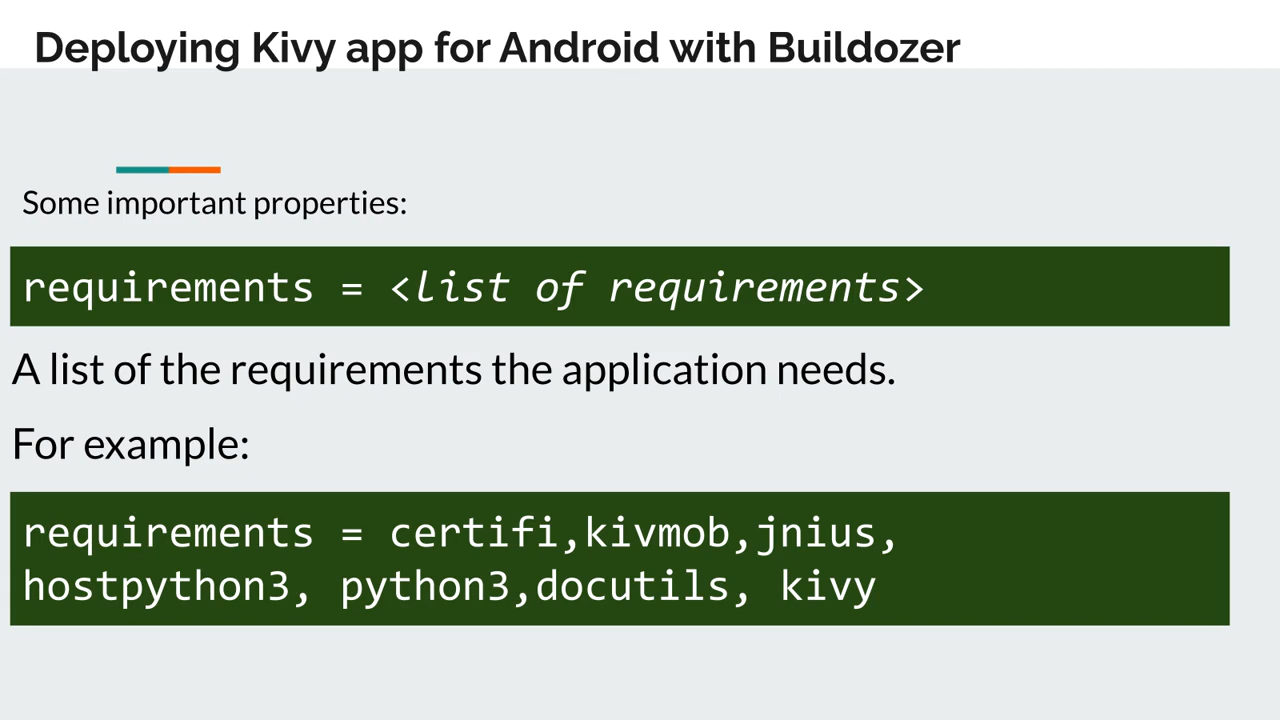 Deploying Kivy app for Android with Buildozer
Some important properties:
requirements = <list of requirements>
A list of the requirements the application needs.
For example:
requirements = certifi,kivmob,jnius,
hostpython3, python3,docutils, kivy